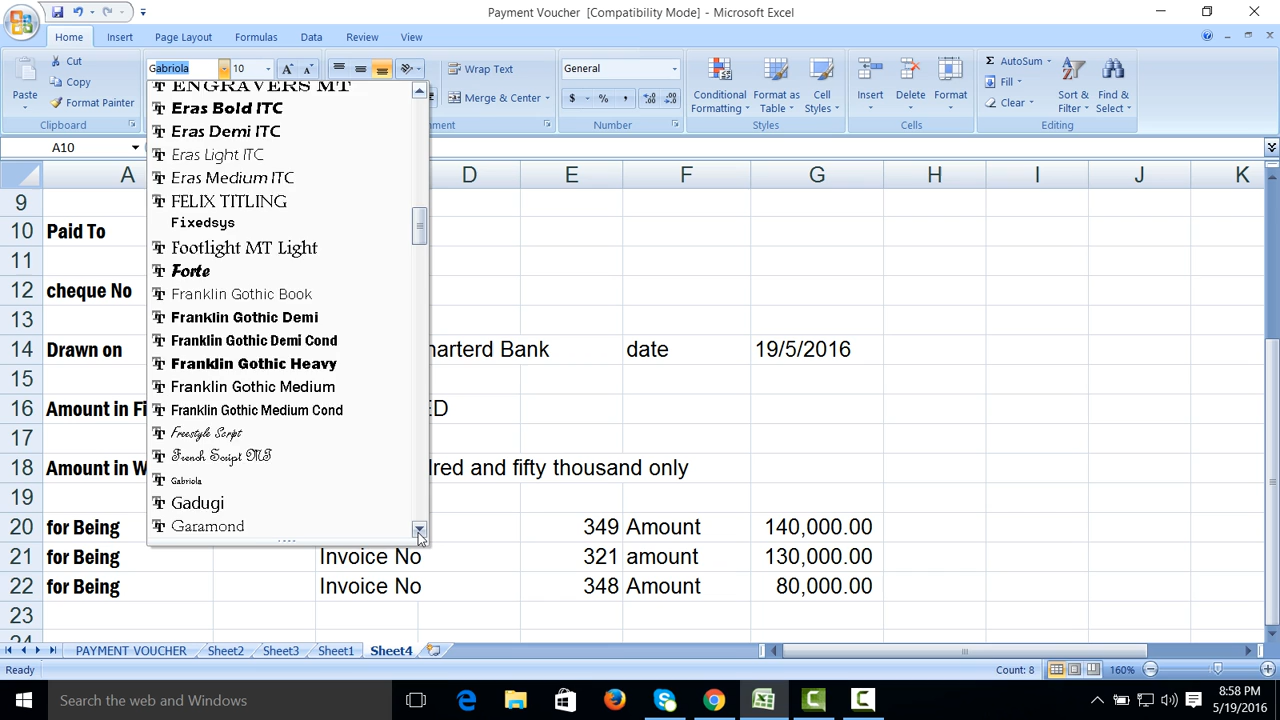 Payment Voucher [Compatibility Mode] - Microsoft Excel
Home Insert Page Layout Formulas Data Review View
Paste
Cut
Copy
Format Painter
Clipboard
Gabriola 10
A A
Wrap Text
Merge & Center
General
$ % ,
Number
Conditional Formatting
Format as Table
Cell Styles
Styles
Insert
Delete
Format
Cells
Σ AutoSum
Fill
Clear
Sort & Filter
Find & Select
Editing
A10
A D E F G H I J K
ENGRAVERS MT
Eras Bold ITC
Eras Demi ITC
Eras Light ITC
Eras Medium ITC
FELIX TITLING
Fixedsys
Footlight MT Light
Forte
Franklin Gothic Book
Franklin Gothic Demi
Franklin Gothic Demi Cond
Franklin Gothic Heavy
Franklin Gothic Medium
Franklin Gothic Medium Cond
Freestyle Script
French Script MT
Gabriola
Gadugi
Garamond
9
10 Paid To
11
12 cheque No
13
14 Drawn on harterd Bank date 19/5/2016
15
16 Amount in Fi ED
17
18 Amount in W dred and fifty thousand only
19
20 for Being 349 Amount 140,000.00
21 for Being Invoice No 321 amount 130,000.00
22 for Being Invoice No 348 Amount 80,000.00
23
24
PAYMENT VOUCHER Sheet2 Sheet3 Sheet1 Sheet4
Ready Count: 8 160%
Search the web and Windows
8:58 PM
5/19/2016